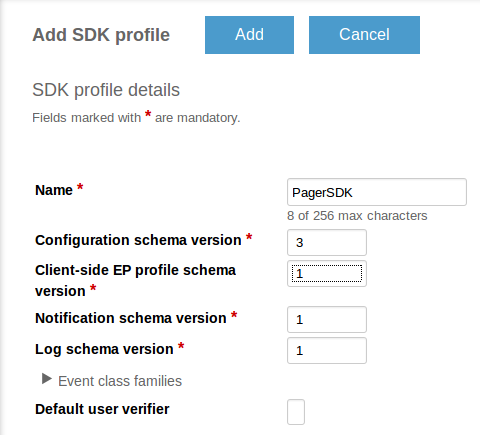 Add SDK profile Add Cancel
SDK profile details
Fields marked with * are mandatory.
Name * PagerSDK
8 of 256 max characters
Configuration schema version * 3
Client-side EP profile schema
version * 1
Notification schema version * 1
Log schema version * 1
Event class families
Default user verifier